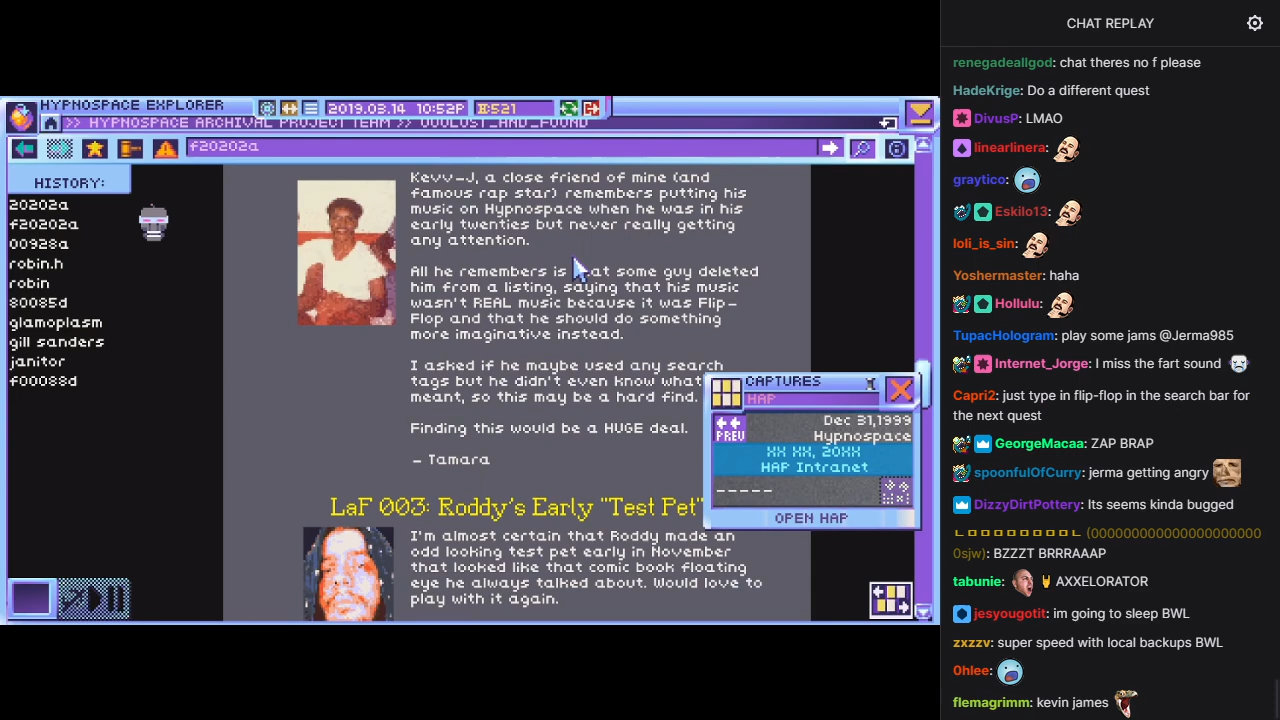 HYPNOSPACE EXPLORER
2019.03.14 10:52P
521
>> HYPNOSPACE ARCHIVAL PROJECT TEAM >>
f20202a
HISTORY:
20202a
f20202a
00928a
robin.h
robin
80085d
glamoplasm
gill sanders
janitor
f00088d
Kevv-J, a close friend of mine (and
famous rap star) remembers putting his
music on Hypnospace when he was in his
early twenties but never really getting
any attention.
All he remembers is at some guy deleted
him from a listing, saying that his music
wasn't REAL music because it was Flip-
Flop and that he should do something
more imaginative instead.
I asked if he maybe used any search
tags but he didn't even know what
meant, so this may be a hard find.
Finding this would be a HUGE deal.
- Tamara
LaF 003: Roddy's Early "Test Pet"
I'm almost certain that Roddy made an
odd looking test pet early in November
that looked like that comic book floating
eye he always talked about. Would love to
play with it again.
CAPTURES
HAP
PREV
Dec 31,1999
Hypnospace
XX XX, 20XX
HAP Intranet
-----
OPEN HAP
CHAT REPLAY
renegadeallgod: chat theres no f please
HadeKrige: Do a different quest
DivusP: LMAO
linearlinera:
graytico:
Eskilo13:
loli_is_sin:
Yoshermaster: haha
Hollulu:
TupacHologram: play some jams @Jerma985
Internet_Jorge: I miss the fart sound
Capri2: just type in flip-flop in the search bar for
the next quest
GeorgeMacaa: ZAP BRAP
spoonfulOfCurry: jerma getting angry
DizzyDirtPottery: Its seems kinda bugged
0sjw): BZZZT BRRRAAAP
tabunie: AXXELORATOR
jesyougotit: im going to sleep BWL
zxzzv: super speed with local backups BWL
0hlee:
flemagrimm: kevin james